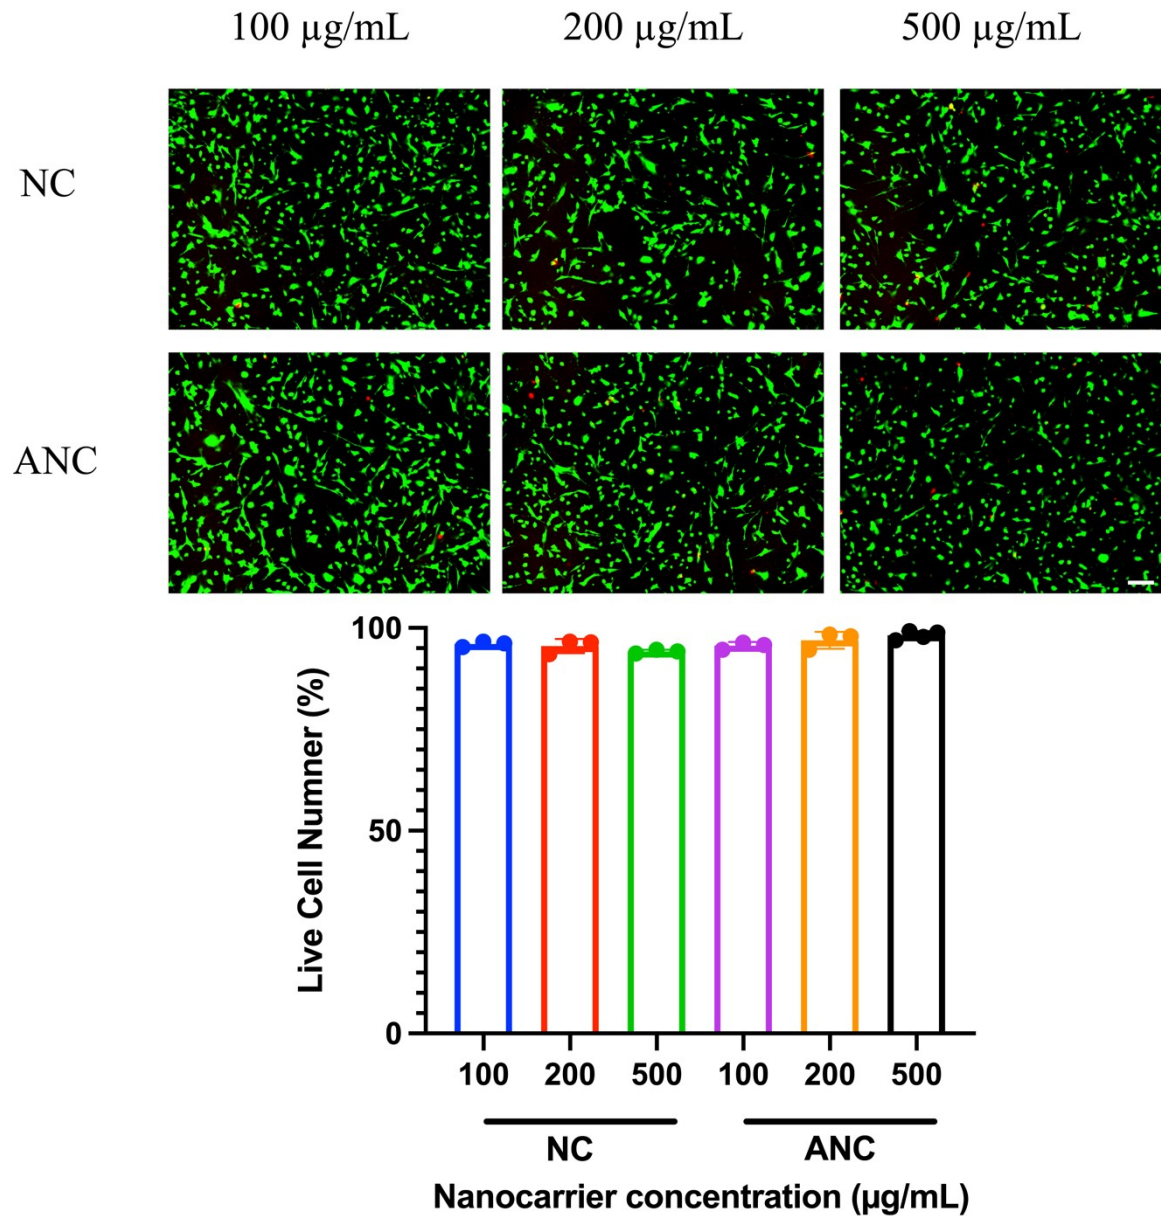 100 µg/mL 200 µg/mL 500 µg/mL
NC
ANC
100
50
0
Live Cell Numner (%)
100 200 500 100 200 500
NC ANC
Nanocarrier concentration (µg/mL)